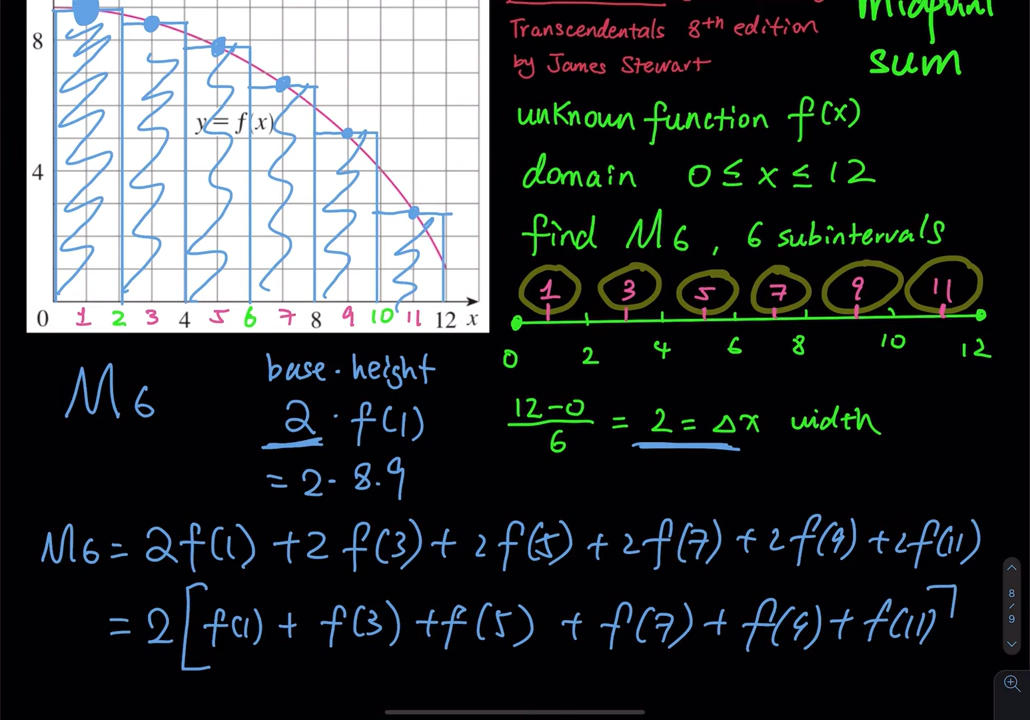 Midpoint
Transcendentals 8th edition
by James Stewart
sum
8
4
y = f(x)
0 1 2 3 4 5 6 7 8 9 10 11 12 x
unknown function f(x)
domain 0 ≤ x ≤ 12
find M6, 6 subintervals
1 3 5 7 9 11
0 2 4 6 8 10 12
M6
base · height
2 · f(1)
= 2 · 8.9
12-0/6 = 2 = Δx width
M6 = 2f(1) + 2f(3) + 2f(5) + 2f(7) + 2f(9) + 2f(11)
= 2[f(1) + f(3) + f(5) + f(7) + f(9) + f(11)]
8
/
9